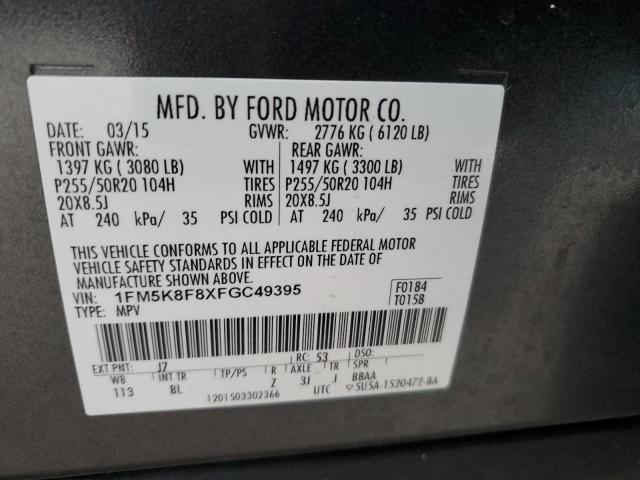 MFD. BY FORD MOTOR CO.
DATE: 03/15 GVWR: 2776 KG ( 6120 LB)
FRONT GAWR: REAR GAWR:
1397 KG ( 3080 LB) WITH 1497 KG ( 3300 LB) WITH
P255/50R20 104H TIRES P255/50R20 104H TIRES
20X8.5J RIMS 20X8.5J RIMS
AT 240 kPa/ 35 PSI COLD AT 240 kPa/ 35 PSI COLD
THIS VEHICLE CONFORMS TO ALL APPLICABLE FEDERAL MOTOR
VEHICLE SAFETY STANDARDS IN EFFECT ON THE DATE OF
MANUFACTURE SHOWN ABOVE.
VIN: 1FM5K8F8XFGC49395 F0184
TYPE: MPV T0158
EXT PNT: J7 RC: 53 DSO:
WB INT TR TP/PS R AXLE TR SPR
113 BL Z 3J J BBAA
1201503302366 UTC 5U5A-1520472-BA